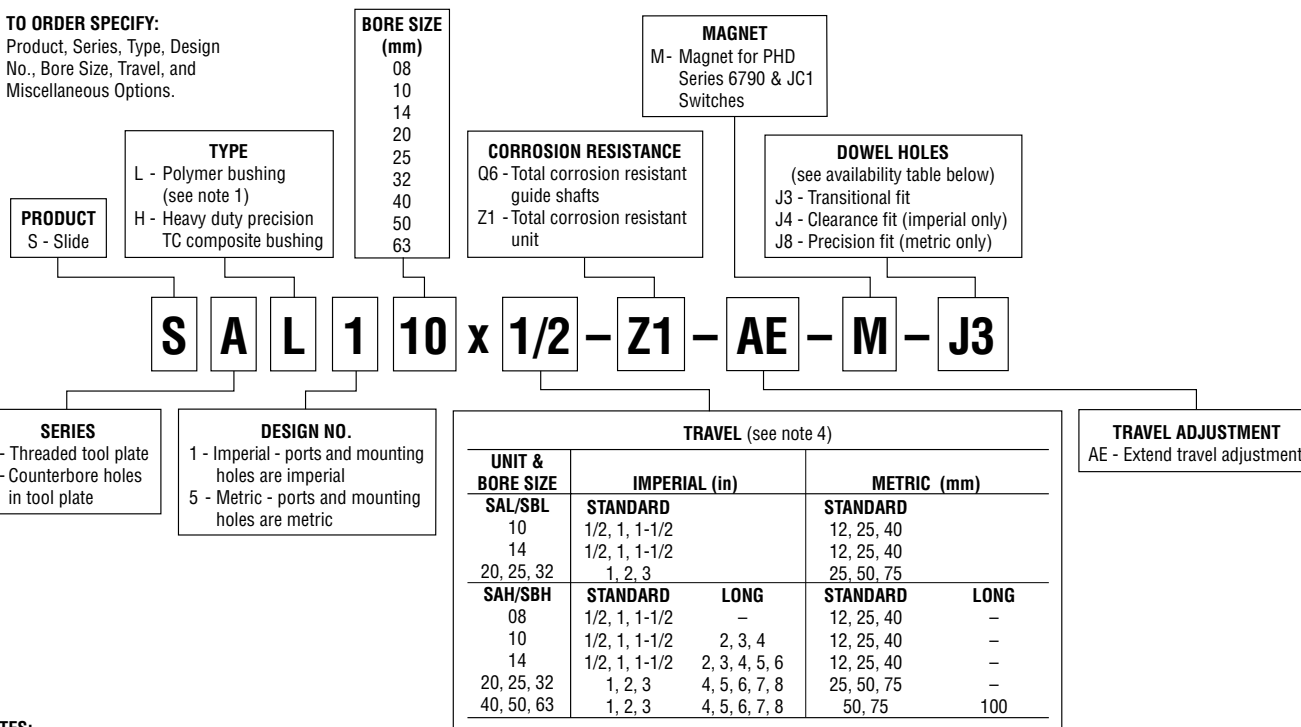 TO ORDER SPECIFY:
Product, Series, Type, Design
No., Bore Size, Travel, and
Miscellaneous Options.
BORE SIZE
(mm)
08
10
14
20
25
32
40
50
63
MAGNET
M- Magnet for PHD
Series 6790 & JC1
Switches
TYPE
L - Polymer bushing
(see note 1)
H - Heavy duty precision
TC composite bushing
CORROSION RESISTANCE
Q6 - Total corrosion resistant
guide shafts
Z1 - Total corrosion resistant
unit
DOWEL HOLES
(see availability table below)
J3 - Transitional fit
J4 - Clearance fit (imperial only)
J8 - Precision fit (metric only)
PRODUCT
S - Slide
S A L 1 10 x 1/2 – Z1 – AE – M – J3
SERIES
- Threaded tool plate
- Counterbore holes
in tool plate
DESIGN NO.
1 - Imperial - ports and mounting
holes are imperial
5 - Metric - ports and mounting
holes are metric
TRAVEL (see note 4)
UNIT &
BORE SIZE IMPERIAL (in) METRIC (mm)
SAL/SBL STANDARD STANDARD
10 1/2, 1, 1-1/2 12, 25, 40
14 1/2, 1, 1-1/2 12, 25, 40
20, 25, 32 1, 2, 3 25, 50, 75
SAH/SBH STANDARD LONG STANDARD LONG
08 1/2, 1, 1-1/2 – 12, 25, 40 –
10 1/2, 1, 1-1/2 2, 3, 4 12, 25, 40 –
14 1/2, 1, 1-1/2 2, 3, 4, 5, 6 12, 25, 40 –
20, 25, 32 1, 2, 3 4, 5, 6, 7, 8 25, 50, 75 –
40, 50, 63 1, 2, 3 4, 5, 6, 7, 8 50, 75 100
TRAVEL ADJUSTMENT
AE - Extend travel adjustment